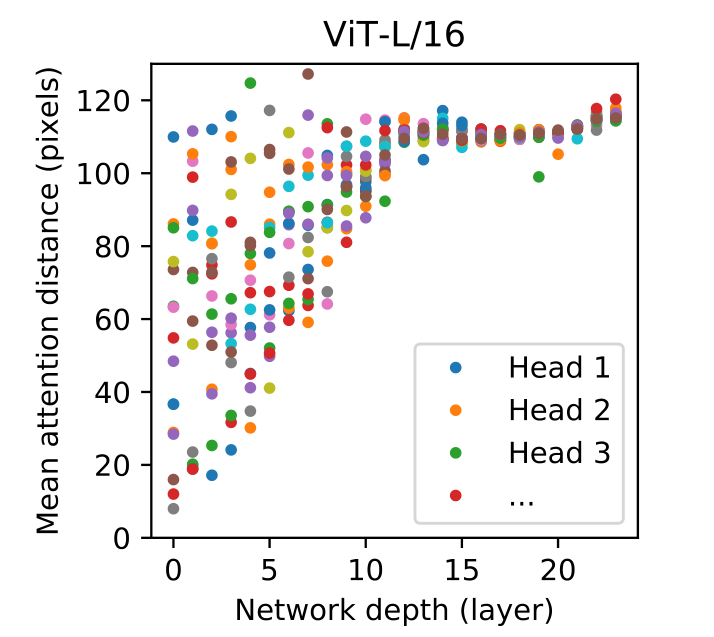 ViT-L/16
Mean attention distance (pixels)
120
100
80
60
40
20
0
Head 1
Head 2
Head 3
...
0 5 10 15 20
Network depth (layer)